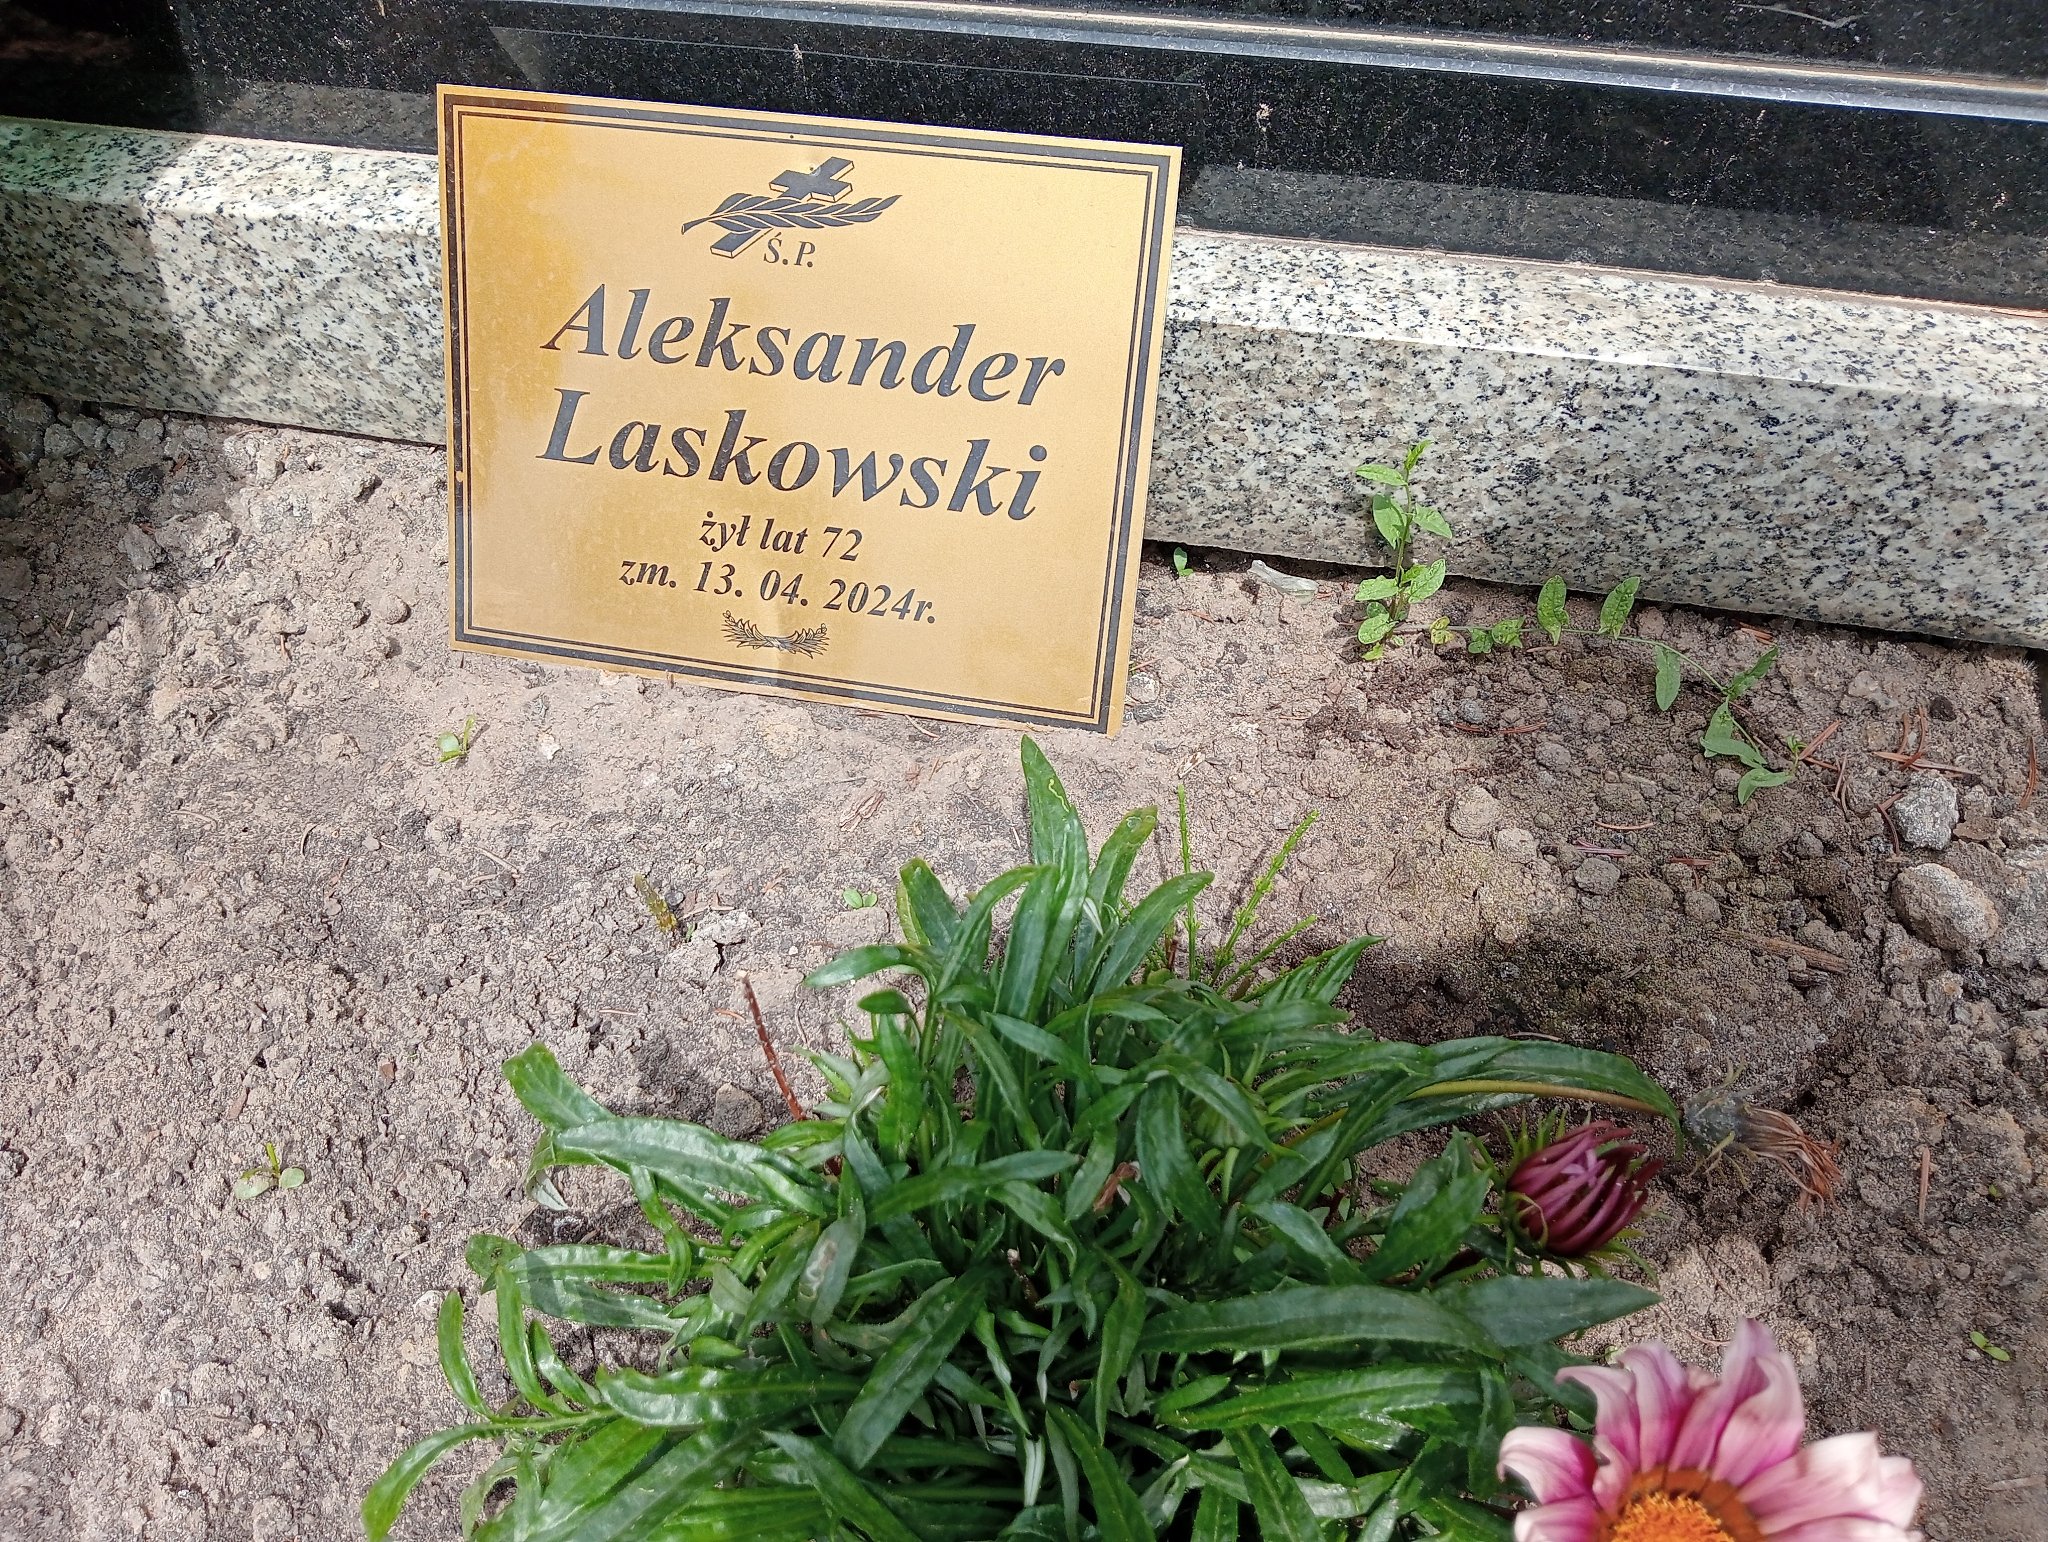 Ś.P.
Aleksander
Laskowski
żył lat 72
zm. 13. 04. 2024r.